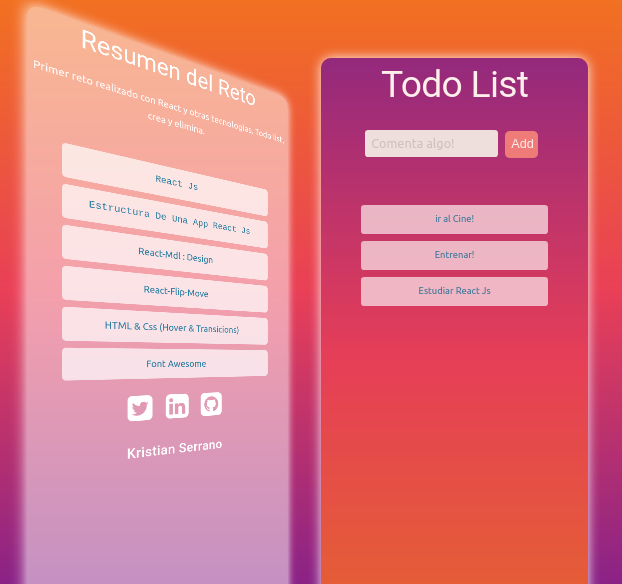 Resumen del Reto
Primer reto realizado con React y otras tecnologias, Todo list,
crea y elimina.
React Js
Estructura De Una App React Js
React-Mdl : Design
React-Flip-Move
HTML & Css (Hover & Transicions)
Font Awesome
Kristian Serrano
Todo List
Comenta algo!
Add
ir al Cine!
Entrenar!
Estudiar React Js